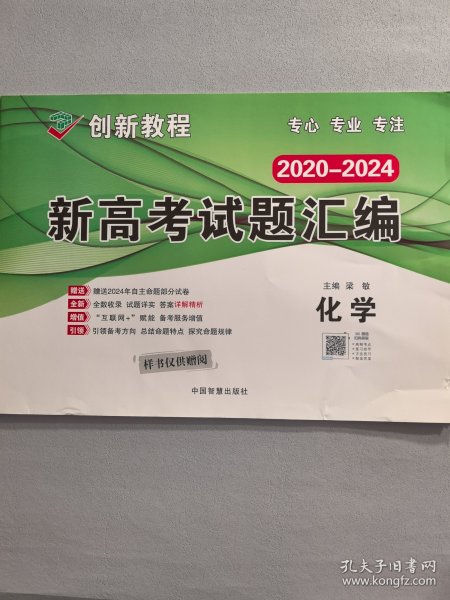 创新教程
专心 专业 专注
2020-2024
新高考试题汇编
主编 梁 敏
化学
赠送 赠送2024年自主命题部分试卷
全新 全数收录 试题详实 答案详解精析
增值 “互联网+”赋能 备考服务增值
引领 引领备考方向 总结命题特点 探究命题规律
样书仅供赠阅
中国智慧出版社
孔夫子旧书网
www.kongfz.com